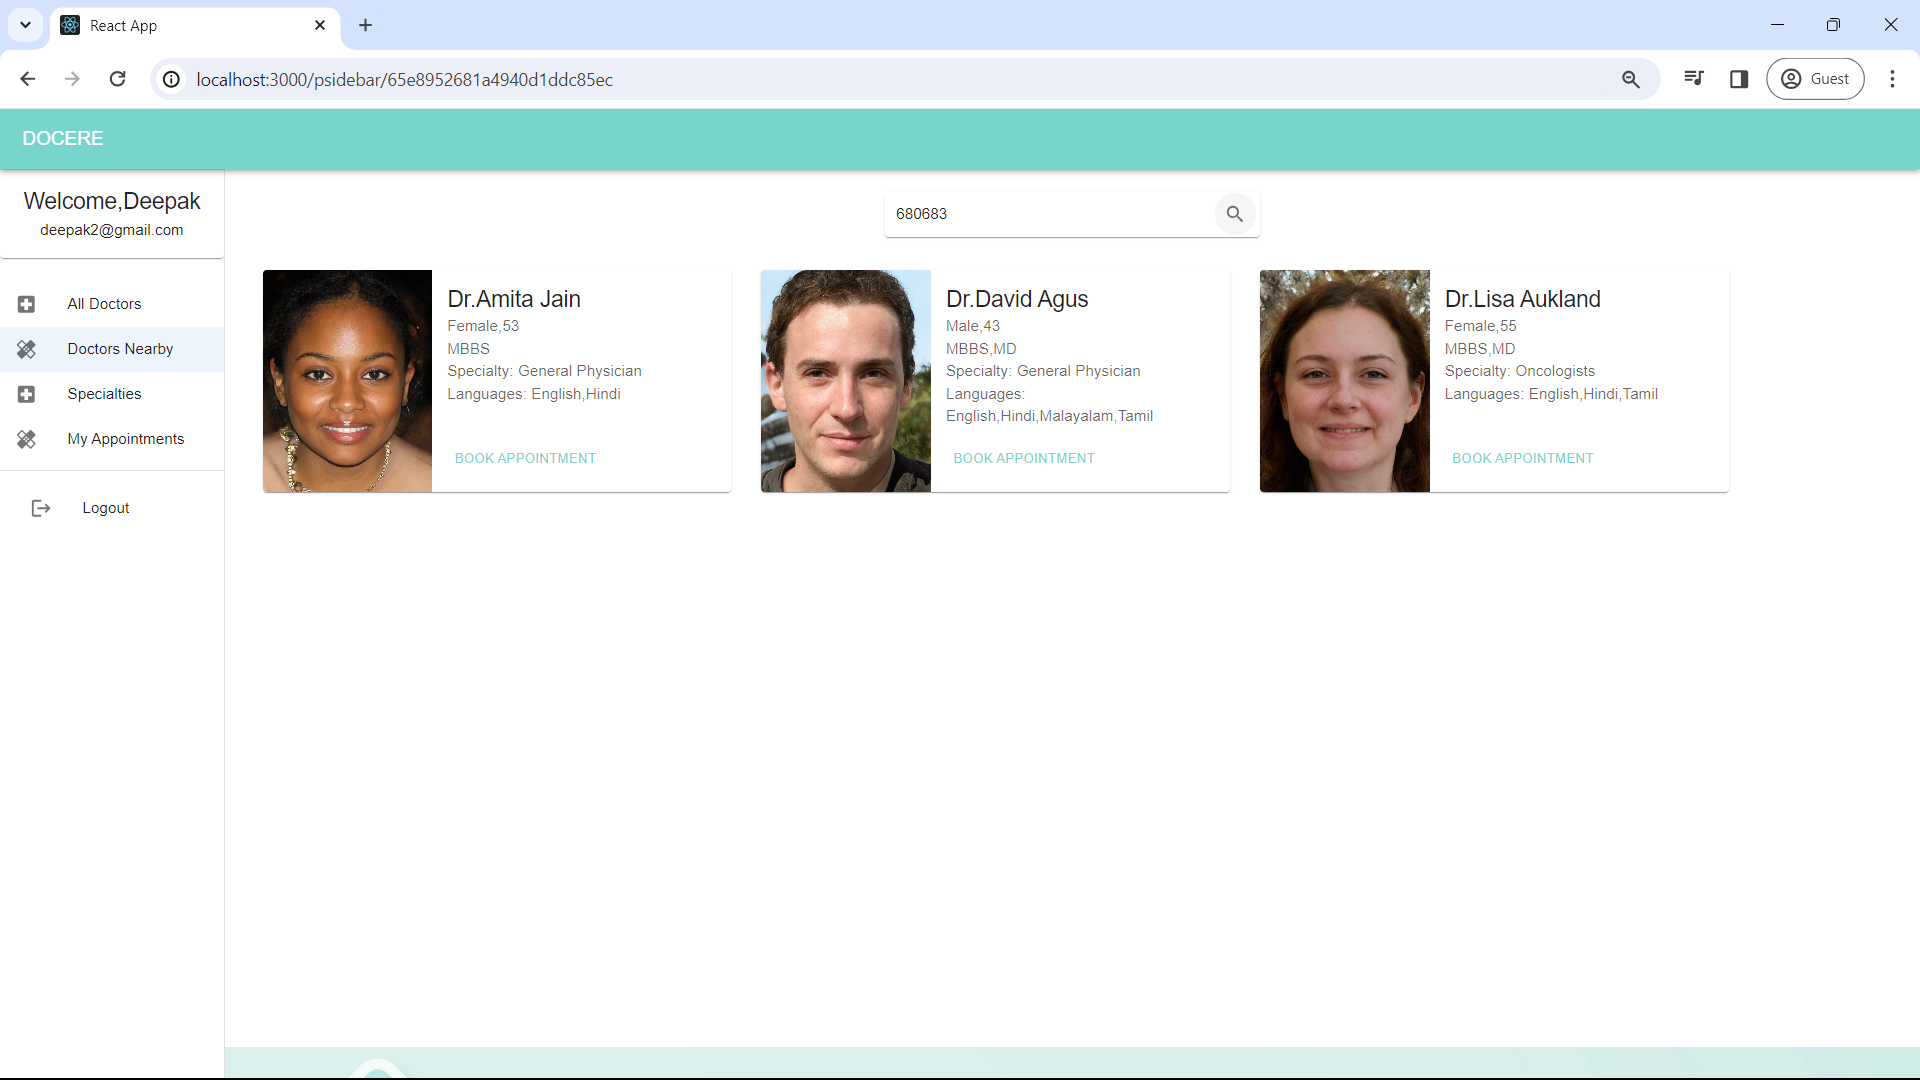 React App
localhost:3000/psidebar/65e8952681a4940d1ddc85ec
Guest
DOCERE
Welcome,Deepak
deepak2@gmail.com
All Doctors
Doctors Nearby
Specialties
My Appointments
Logout
680683
Dr.Amita Jain
Female,53
MBBS
Specialty: General Physician
Languages: English,Hindi
BOOK APPOINTMENT
Dr.David Agus
Male,43
MBBS,MD
Specialty: General Physician
Languages:
English,Hindi,Malayalam,Tamil
BOOK APPOINTMENT
Dr.Lisa Aukland
Female,55
MBBS,MD
Specialty: Oncologists
Languages: English,Hindi,Tamil
BOOK APPOINTMENT